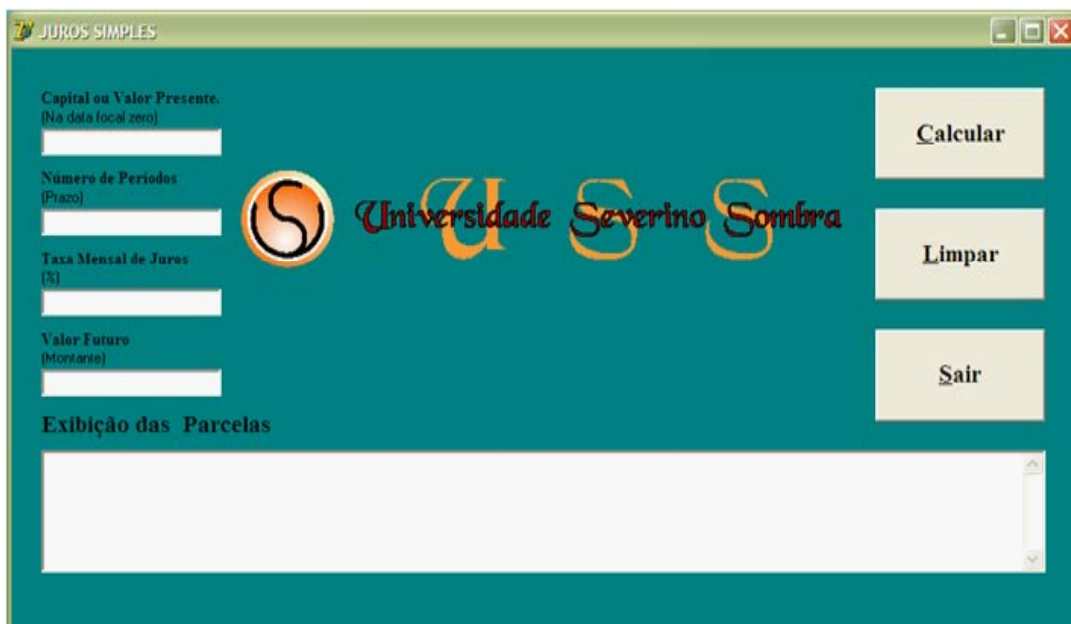 JUROS SIMPLES
Capital ou Valor Presente.
(Na data focal zero)
Número de Períodos
(Prazo)
Taxa Mensal de Juros
(%)
Valor Futuro
(Montante)
Universidade Severino Sombra
U S S
Calcular
Limpar
Sair
Exibição das Parcelas